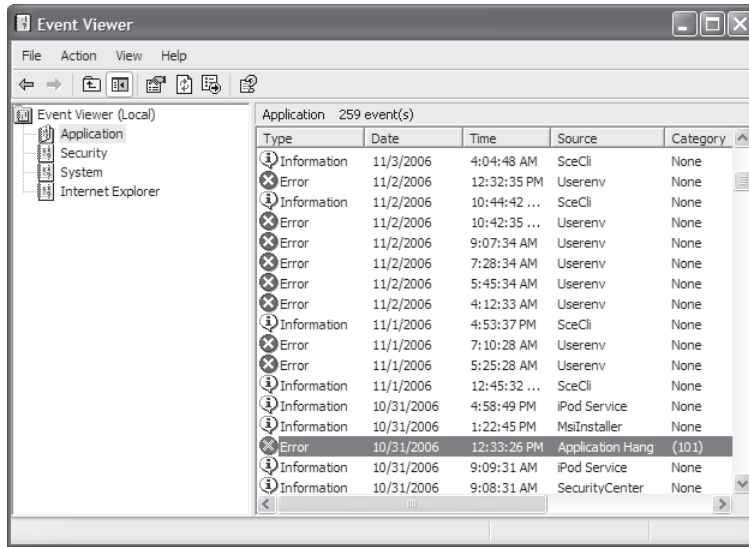 Event Viewer
File Action View Help
Event Viewer (Local)
Application
Security
System
Internet Explorer
Application 259 event(s)
Type Date Time Source Category
Information 11/3/2006 4:04:48 AM SceCli None
Error 11/2/2006 12:32:35 PM Userenv None
Information 11/2/2006 10:44:42 ... SceCli None
Error 11/2/2006 10:42:35 ... Userenv None
Error 11/2/2006 9:07:34 AM Userenv None
Error 11/2/2006 7:28:34 AM Userenv None
Error 11/2/2006 5:45:34 AM Userenv None
Error 11/2/2006 4:12:33 AM Userenv None
Information 11/1/2006 4:53:37 PM SceCli None
Error 11/1/2006 7:10:28 AM Userenv None
Error 11/1/2006 5:25:28 AM Userenv None
Information 11/1/2006 12:45:32 ... SceCli None
Information 10/31/2006 4:58:49 PM iPod Service None
Information 10/31/2006 1:22:45 PM MsiInstaller None
Error 10/31/2006 12:33:26 PM Application Hang (101)
Information 10/31/2006 9:09:31 AM iPod Service None
Information 10/31/2006 9:08:31 AM SecurityCenter None